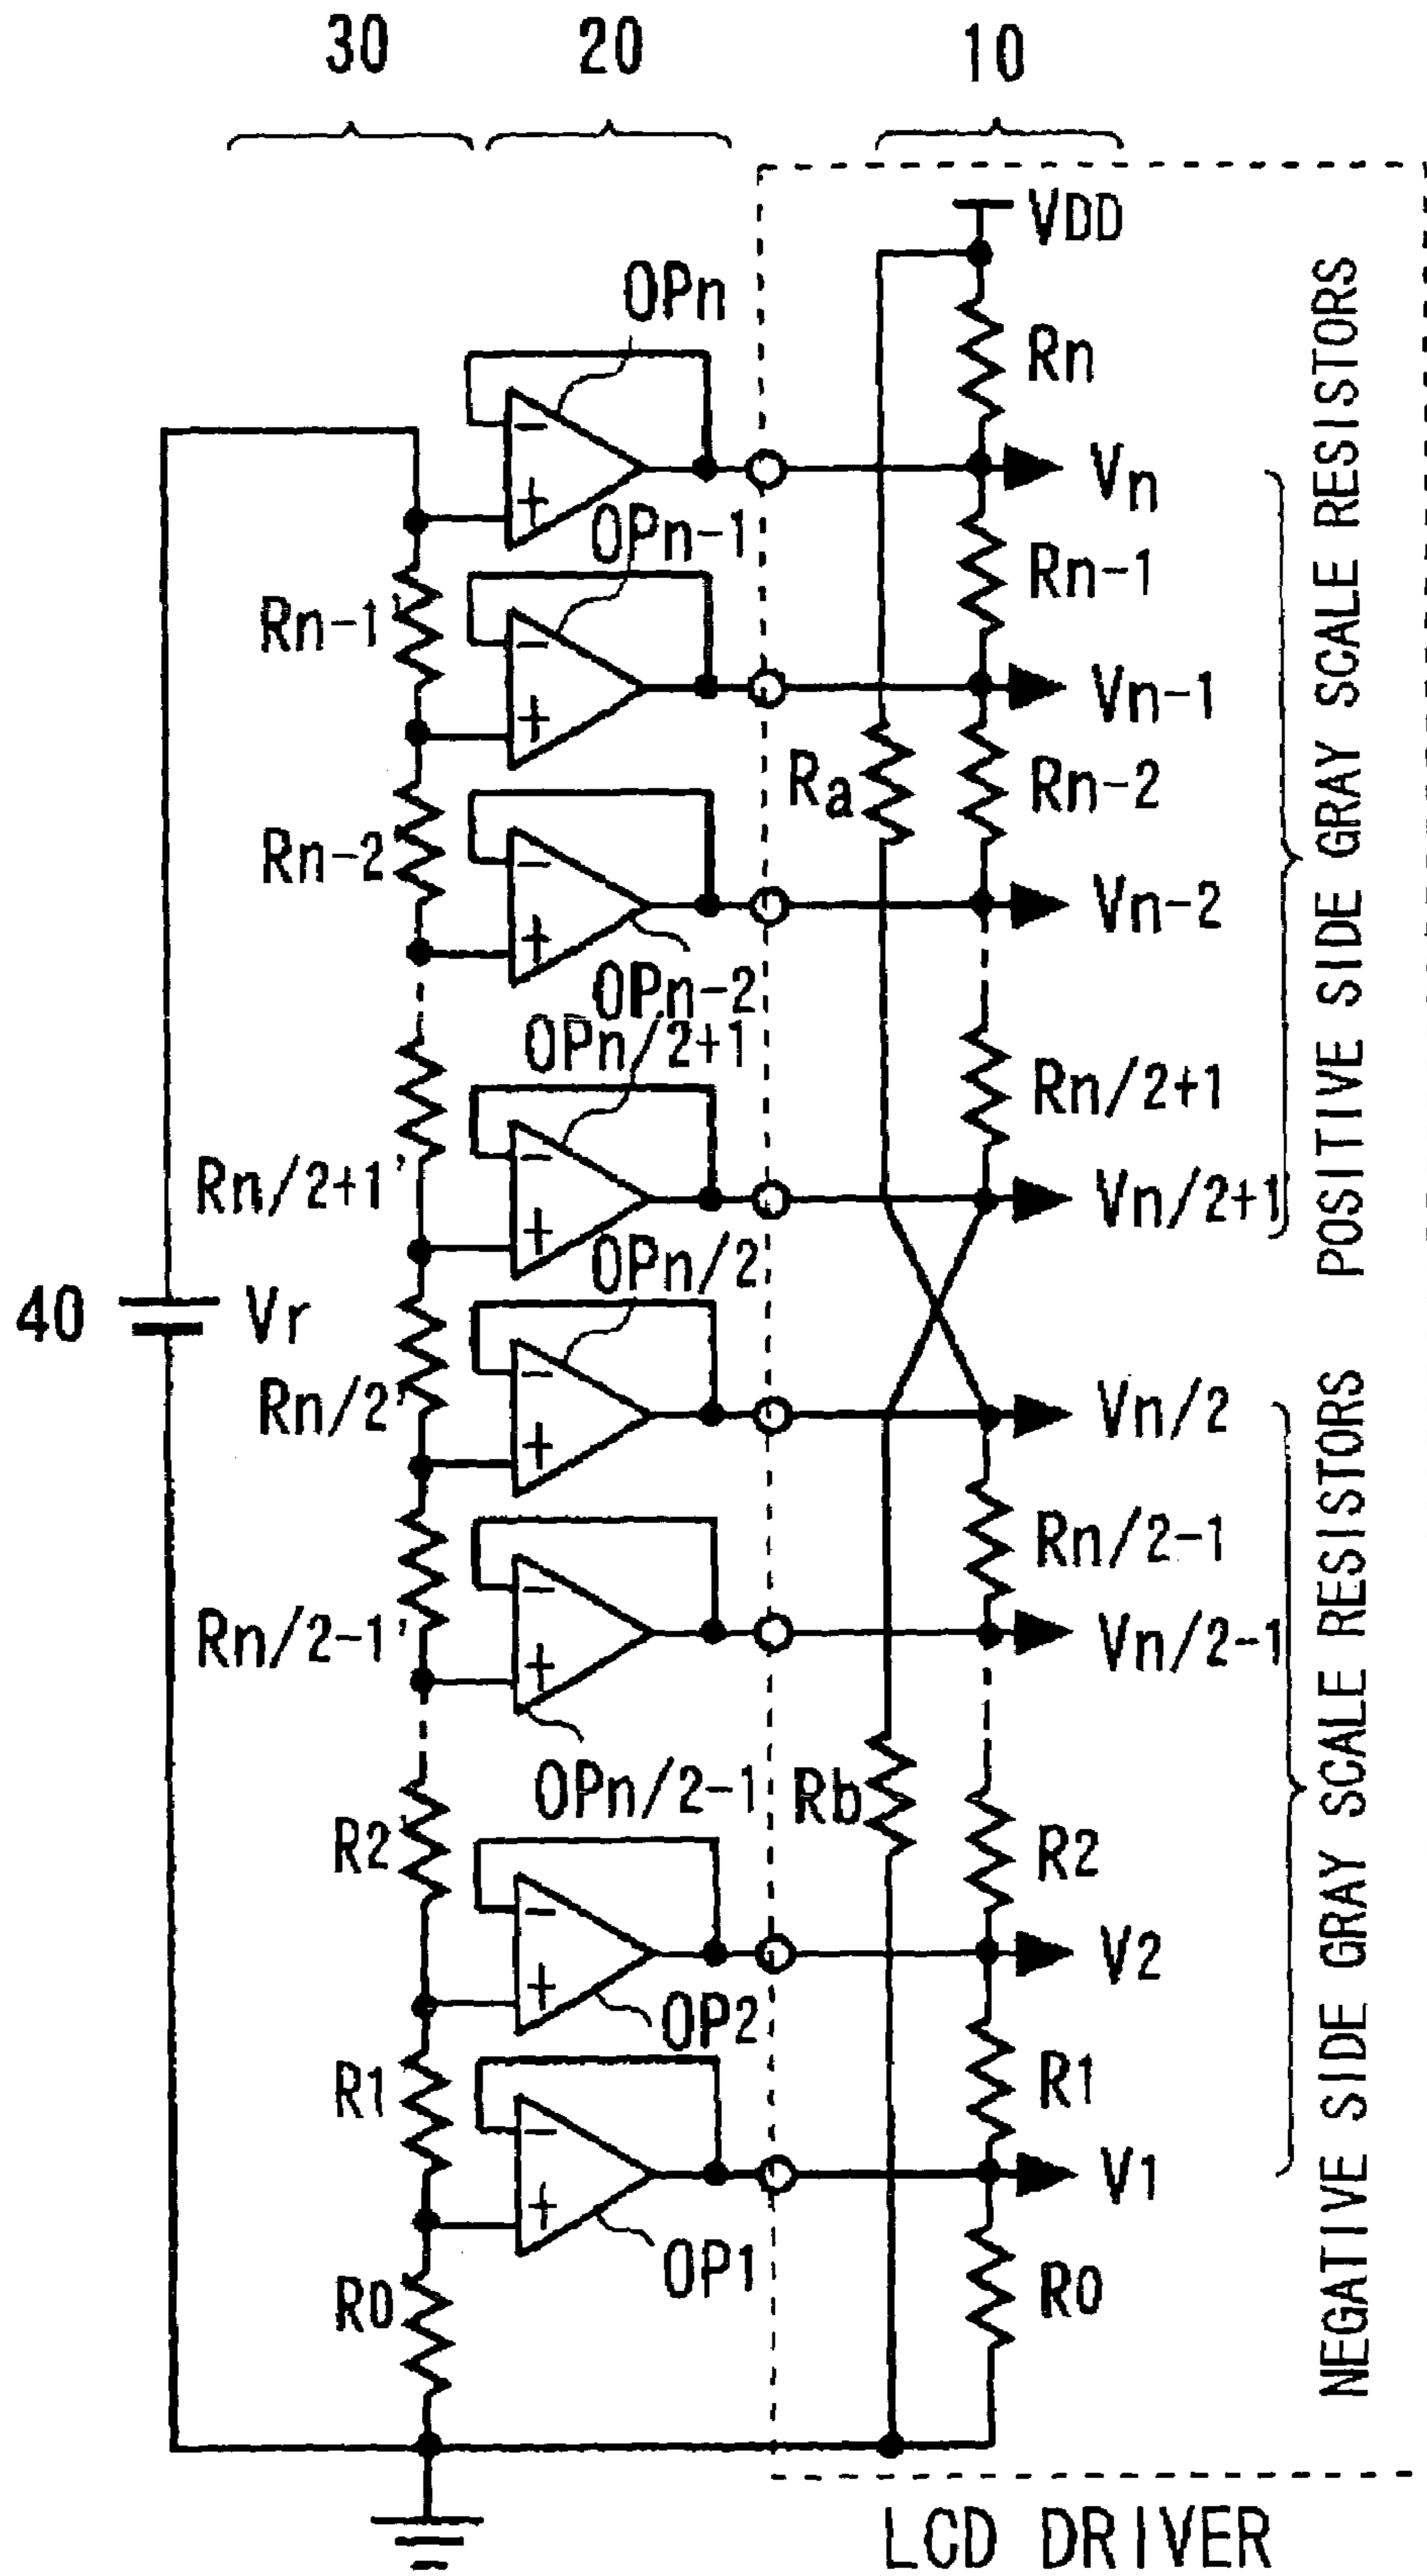 30 20 10
VDD
OPn
Rn
Vn
OPn-1
Rn-1
Rn-1'
Vn-1
Ra
Rn-2
Rn-2'
Vn-2
OPn-2
OPn/2+1
Rn/2+1
Rn/2+1'
Vn/2+1
OPn/2
40 Vr
Rn/2'
Vn/2
Rn/2-1
Rn/2-1'
Vn/2-1
OPn/2-1
Rb
R2'
R2
V2
OP2
R1
R1
V1
OP1
R0
R0
POSITIVE SIDE GRAY SCALE RESISTORS
NEGATIVE SIDE GRAY SCALE RESISTORS
LCD DRIVER
- + - + - + - + - + - + - + - +